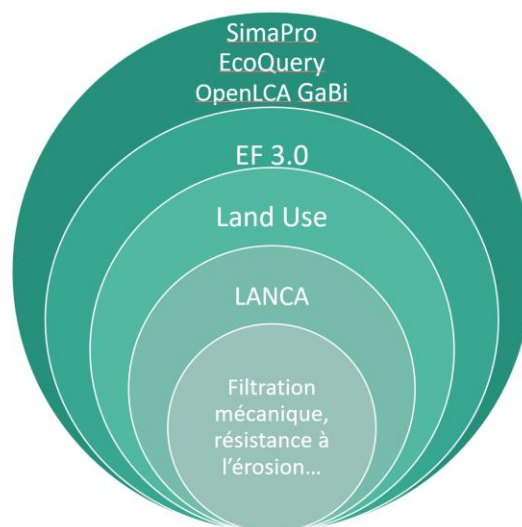 SimaPro
EcoQuery
OpenLCA GaBi
EF 3.0
Land Use
LANCA
Filtration
mécanique,
résistance à
l’érosion…